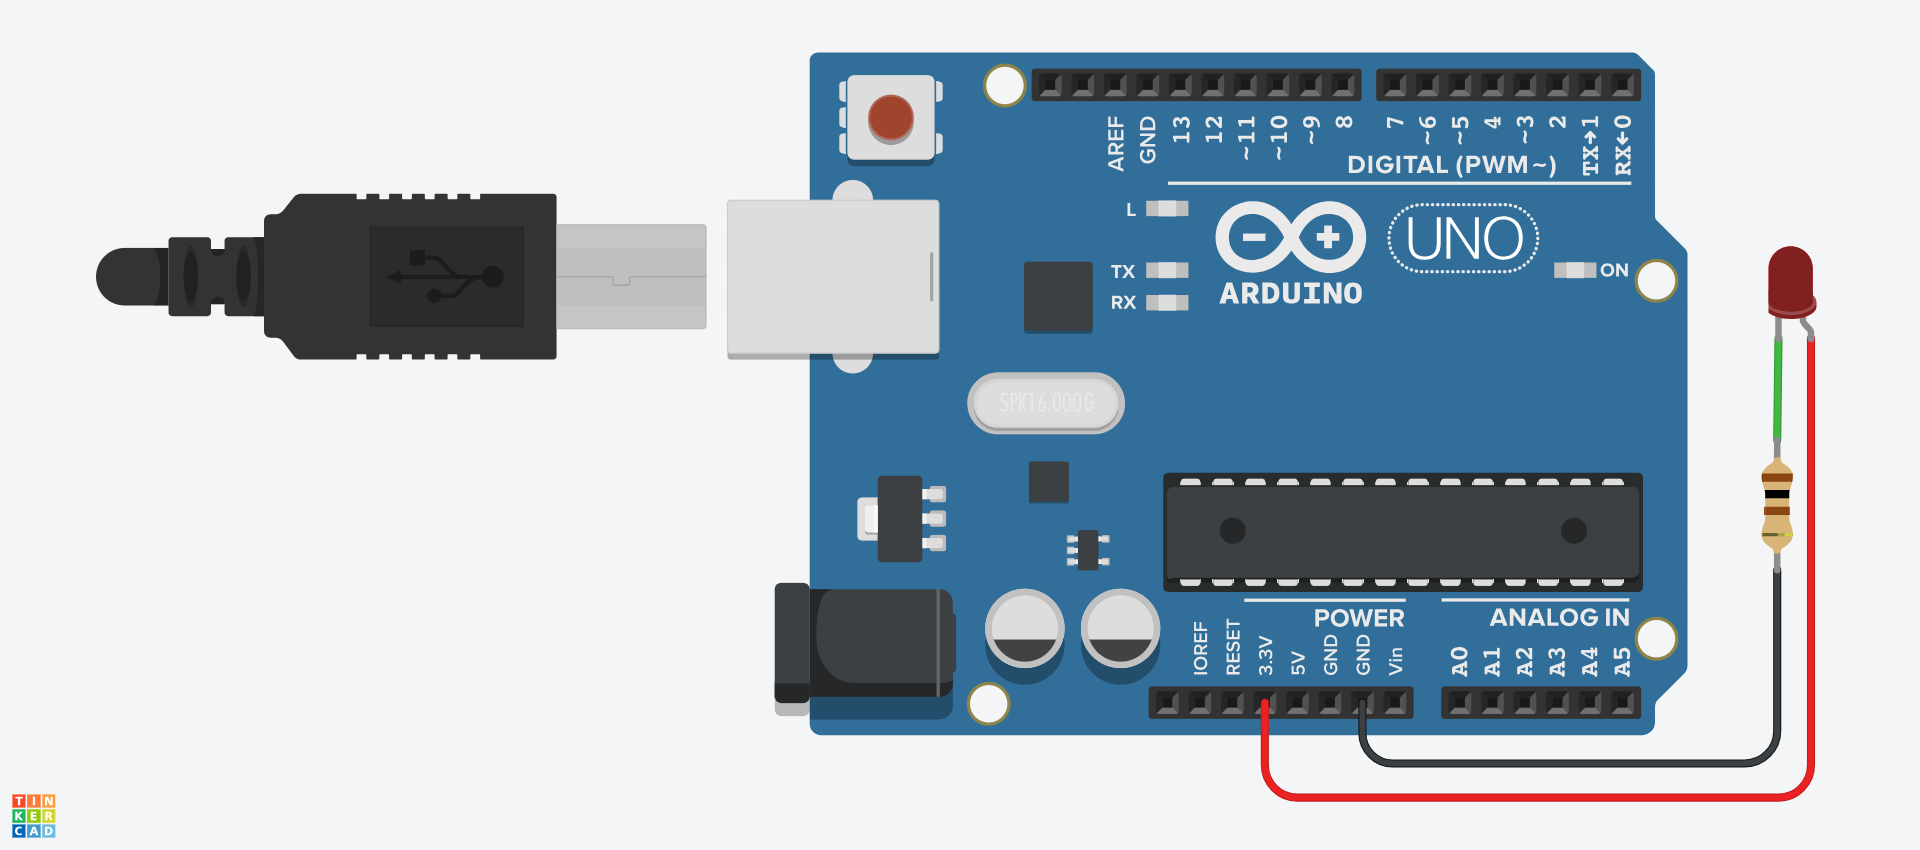 AREF
GND
13
12
~11
~10
~9
8
7
~6
~5
4
~3
2
TX→1
RX←0
DIGITAL (PWM~)
L
TX
RX
ARDUINO
UNO
ON
SPK16.000G
POWER
ANALOG IN
IOREF
RESET
3.3V
5V
GND
GND
Vin
A0
A1
A2
A3
A4
A5
TIN
KER
CAD